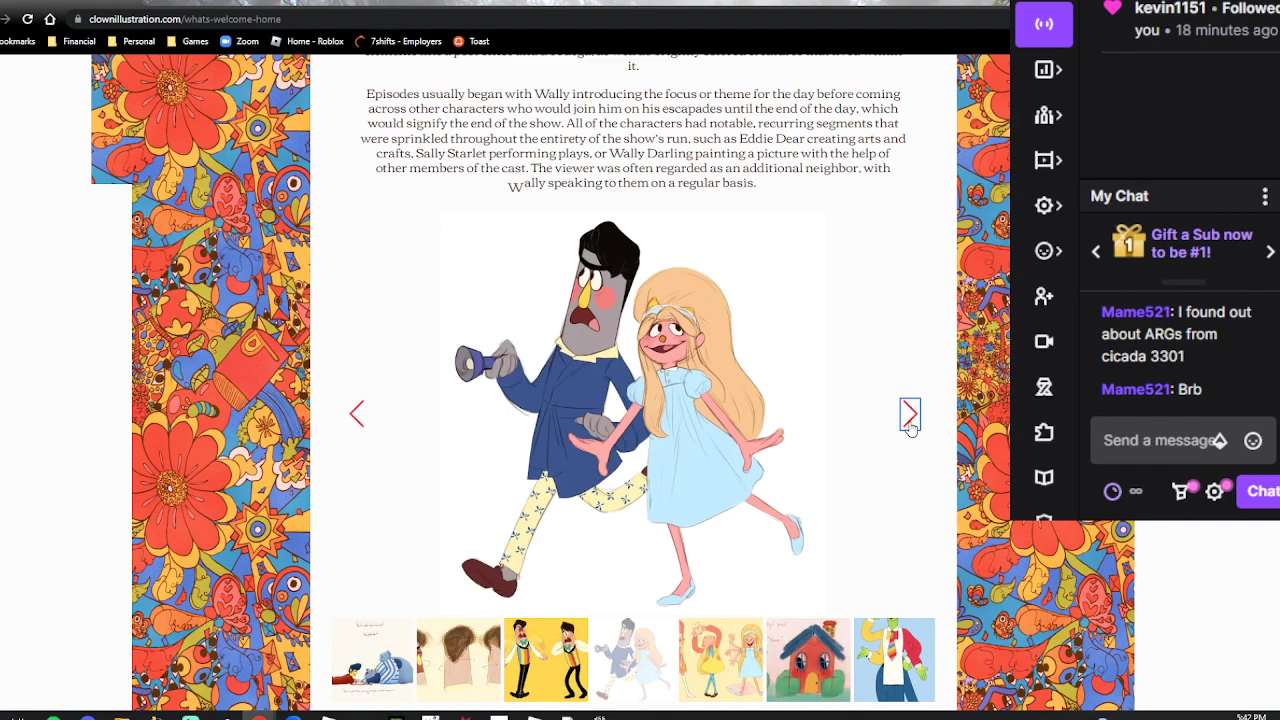 clownillustration.com/whats-welcome-home
ookmarks Financial Personal Games Zoom Home - Roblox 7shifts - Employers Toast
it.
Episodes usually began with Wally introducing the focus or theme for the day before coming
across other characters who would join him on his escapades until the end of the day, which
would signify the end of the show. All of the characters had notable, recurring segments that
were sprinkled throughout the entirety of the show's run, such as Eddie Dear creating arts and
crafts, Sally Starlet performing plays, or Wally Darling painting a picture with the help of
other members of the cast. The viewer was often regarded as an additional neighbor, with
Wally speaking to them on a regular basis.
kevin1151 • Followed
you • 18 minutes ago
My Chat
1
Gift a Sub now
to be #1!
Mame521: I found out
about ARGs from
cicada 3301
Mame521: Brb
Send a message
Chat
5:42 PM